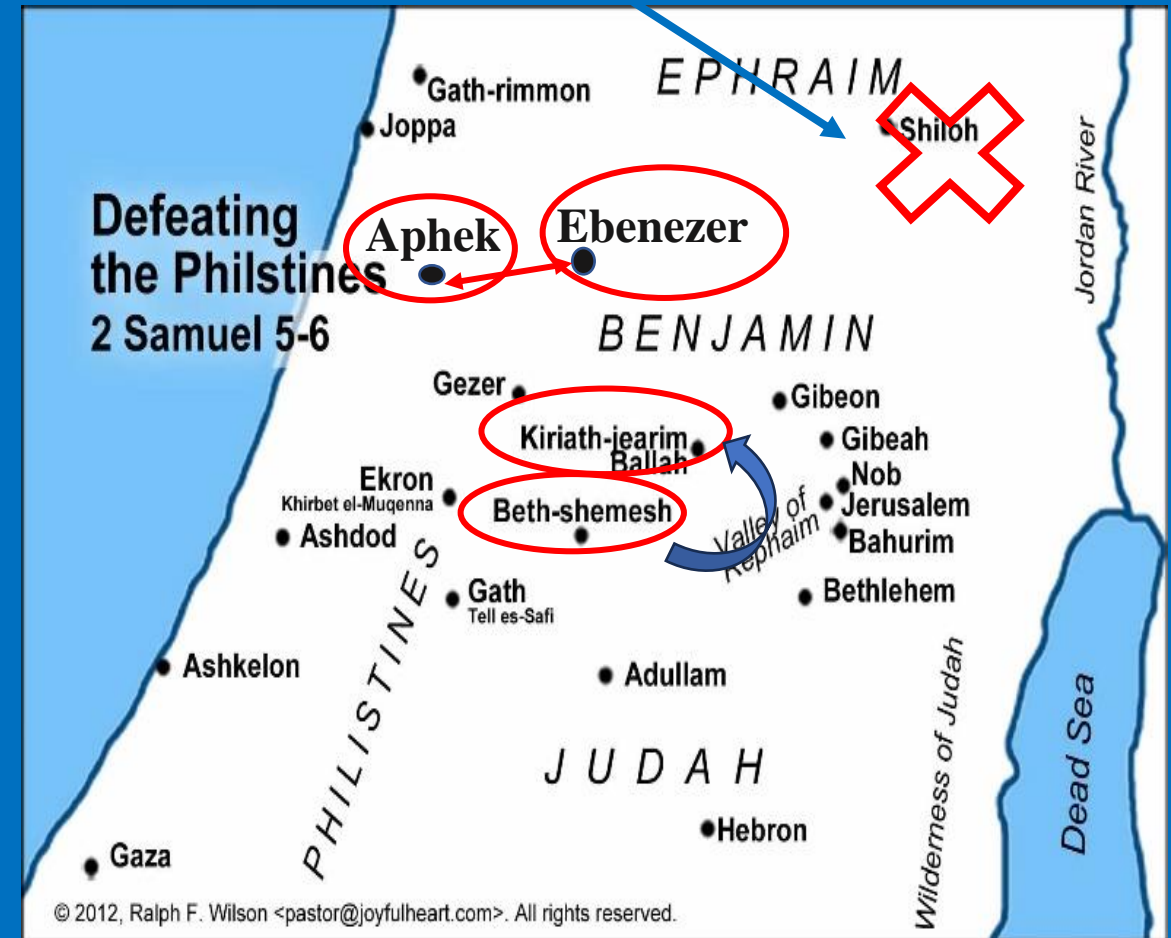 EPHRAIM
Gath-rimmon
Joppa
Shiloh
Jordan River
Defeating
the Philstines
2 Samuel 5-6
Aphek
Ebenezer
BENJAMIN
Gezer
Gibeon
Kiriath-jearim
Ballah
Gibeah
Ekron
Khirbet el-Muqenna
Nob
Beth-shemesh
Jerusalem
Ashdod
Valley of
Rephaim
Bahurim
Gath
Tell es-Safi
Bethlehem
PHILISTINES
Ashkelon
Adullam
Wilderness of Judah
Dead Sea
JUDAH
Hebron
Gaza
© 2012, Ralph F. Wilson <pastor@joyfulheart.com>. All rights reserved.